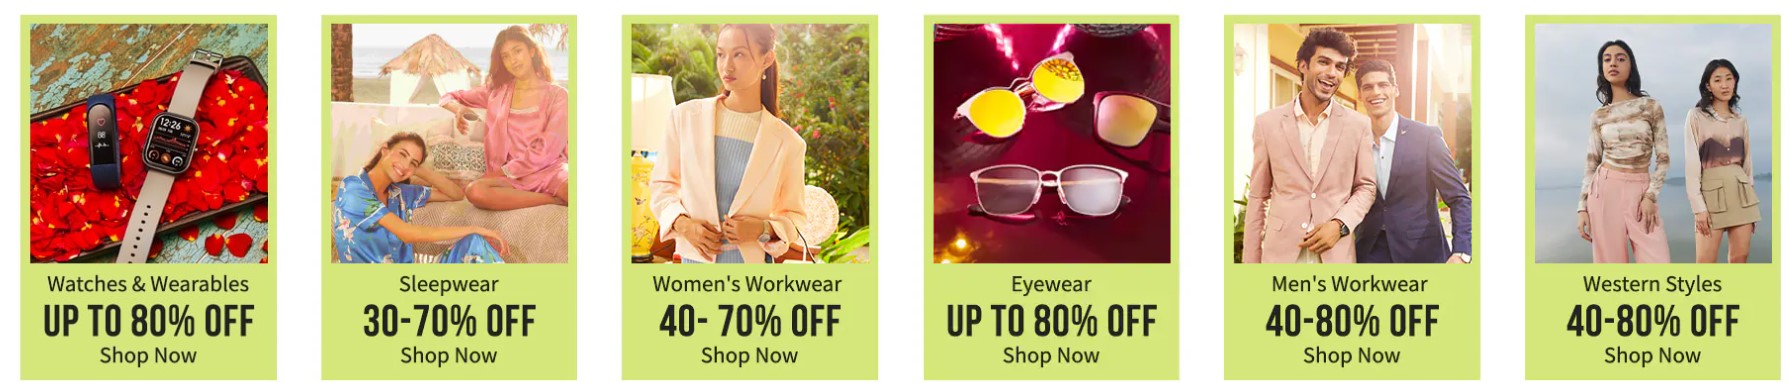 12:26
Watches & Wearables
UP TO 80% OFF
Shop Now
Sleepwear
30-70% OFF
Shop Now
Women's Workwear
40- 70% OFF
Shop Now
Eyewear
UP TO 80% OFF
Shop Now
Men's Workwear
40-80% OFF
Shop Now
Western Styles
40-80% OFF
Shop Now